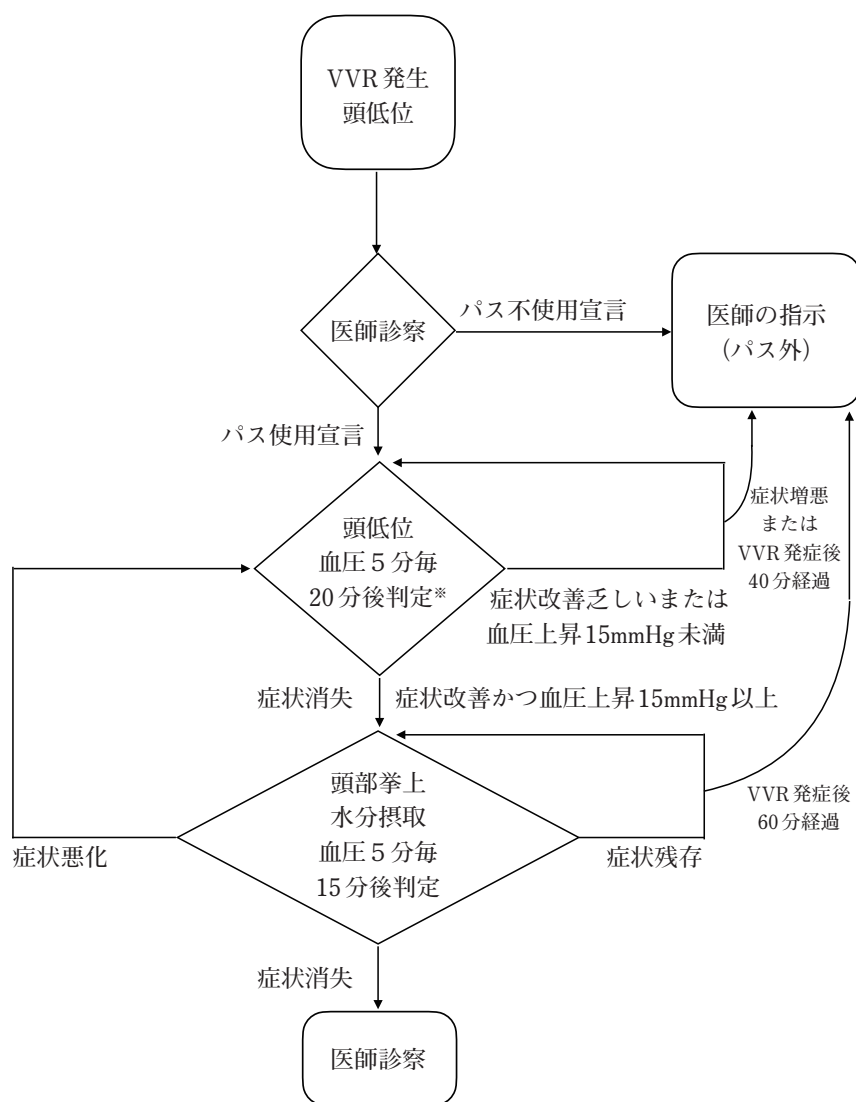 VVR発生
頭低位
医師診察
パス不使用宣言
医師の指示
(パス外)
パス使用宣言
頭低位
血圧5分毎
20分後判定※
症状増悪
または
VVR発症後
40分経過
症状改善乏しいまたは
血圧上昇15mmHg未満
症状消失
症状改善かつ血圧上昇15mmHg以上
頭部挙上
水分摂取
血圧5分毎
15分後判定
VVR発症後
60分経過
症状悪化
症状残存
症状消失
医師診察